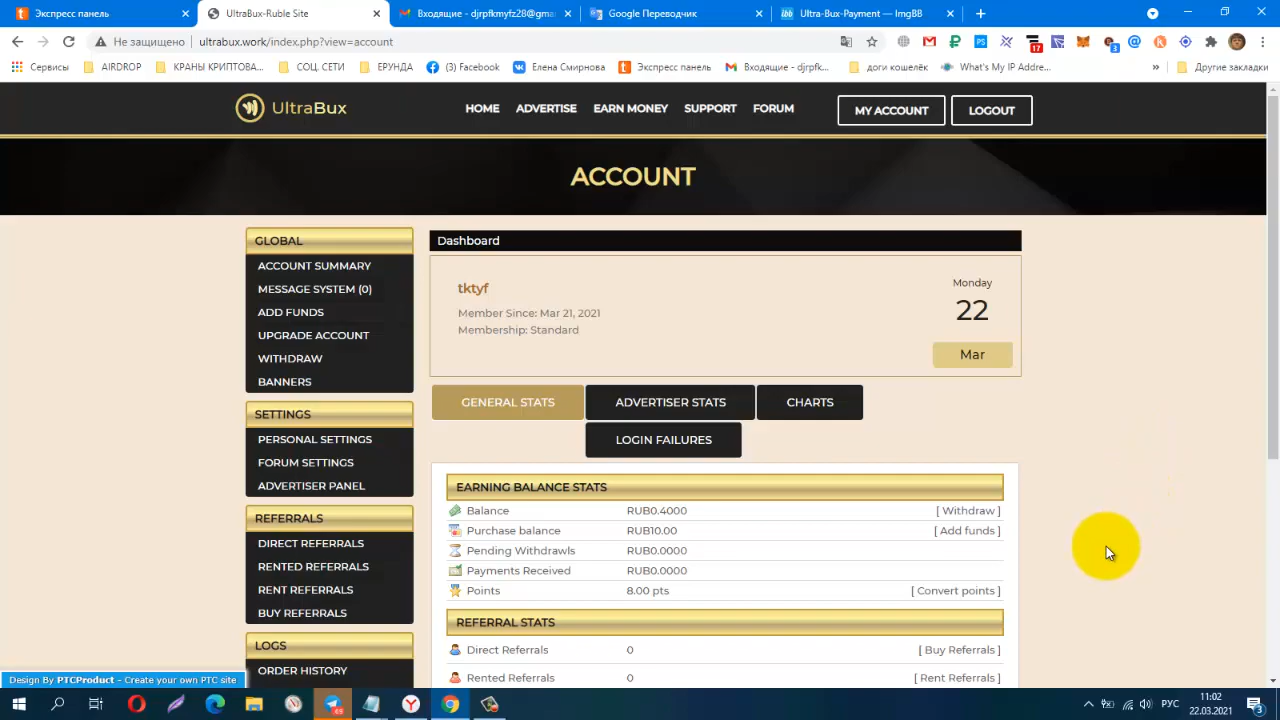 Экспресс панель
UltraBux-Ruble Site
Входящие - djrpfkmyfz28@gma
Google Переводчик
Ultra-Bux-Payment — ImgBB
Не защищено
ultrabux.work/index.php?view=account
17
3
Сервисы
AIRDROP
КРАНЫ КРИПТОВА...
СОЦ. СЕТИ
ЕРУНДА
(3) Facebook
Елена Смирнова
Экспресс панель
Входящие - djrpfk...
доги кошелёк
What's My IP Addre...
»
Другие закладки
UltraBux
HOME
ADVERTISE
EARN MONEY
SUPPORT
FORUM
MY ACCOUNT
LOGOUT
ACCOUNT
GLOBAL
ACCOUNT SUMMARY
MESSAGE SYSTEM (0)
ADD FUNDS
UPGRADE ACCOUNT
WITHDRAW
BANNERS
SETTINGS
PERSONAL SETTINGS
FORUM SETTINGS
ADVERTISER PANEL
REFERRALS
DIRECT REFERRALS
RENTED REFERRALS
RENT REFERRALS
BUY REFERRALS
LOGS
ORDER HISTORY
Dashboard
tktyf
Member Since: Mar 21, 2021
Membership: Standard
Monday
22
Mar
GENERAL STATS
ADVERTISER STATS
CHARTS
LOGIN FAILURES
EARNING BALANCE STATS
Balance RUB0.4000 [ Withdraw ]
Purchase balance RUB10.00 [ Add funds ]
Pending Withdrawls RUB0.0000
Payments Received RUB0.0000
Points 8.00 pts [ Convert points ]
REFERRAL STATS
Direct Referrals 0 [ Buy Referrals ]
Rented Referrals 0 [ Rent Referrals ]
Design By PTCProduct - Create your own PTC site
РУС
11:02
22.03.2021
3